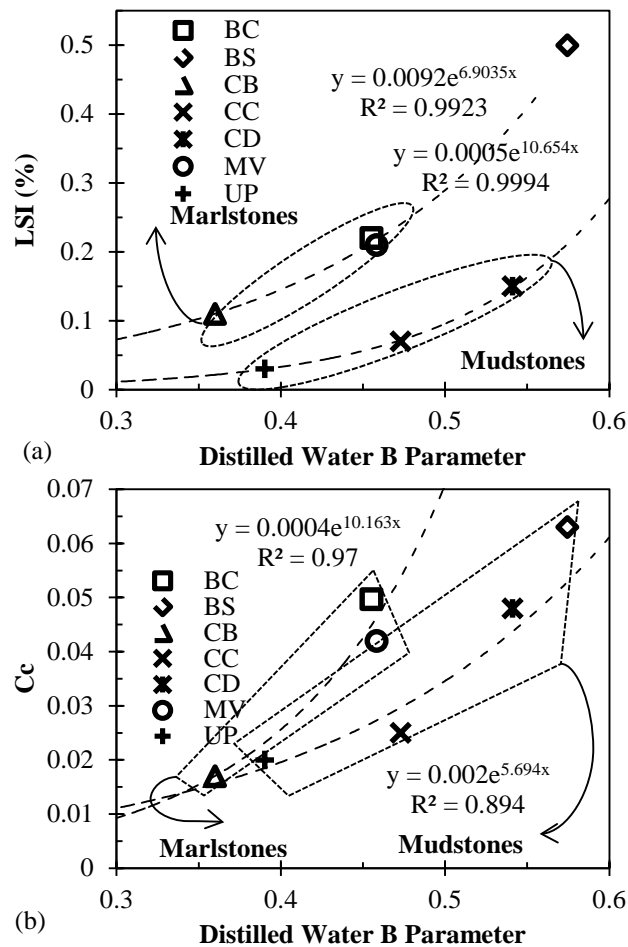 0.5
0.4
0.3
0.2
0.1
0
LSI (%)
BC
BS
CB
CC
CD
MV
UP
y = 0.0092e^6.9035x
R² = 0.9923
y = 0.0005e^10.654x
R² = 0.9994
Marlstones
Mudstones
0.3 0.4 0.5 0.6
(a)
Distilled Water B Parameter
0.07
0.06
0.05
0.04
0.03
0.02
0.01
0
Cc
y = 0.0004e^10.163x
R² = 0.97
BC
BS
CB
CC
CD
MV
UP
y = 0.002e^5.694x
R² = 0.894
Marlstones
Mudstones
0.3 0.4 0.5 0.6
(b)
Distilled Water B Parameter